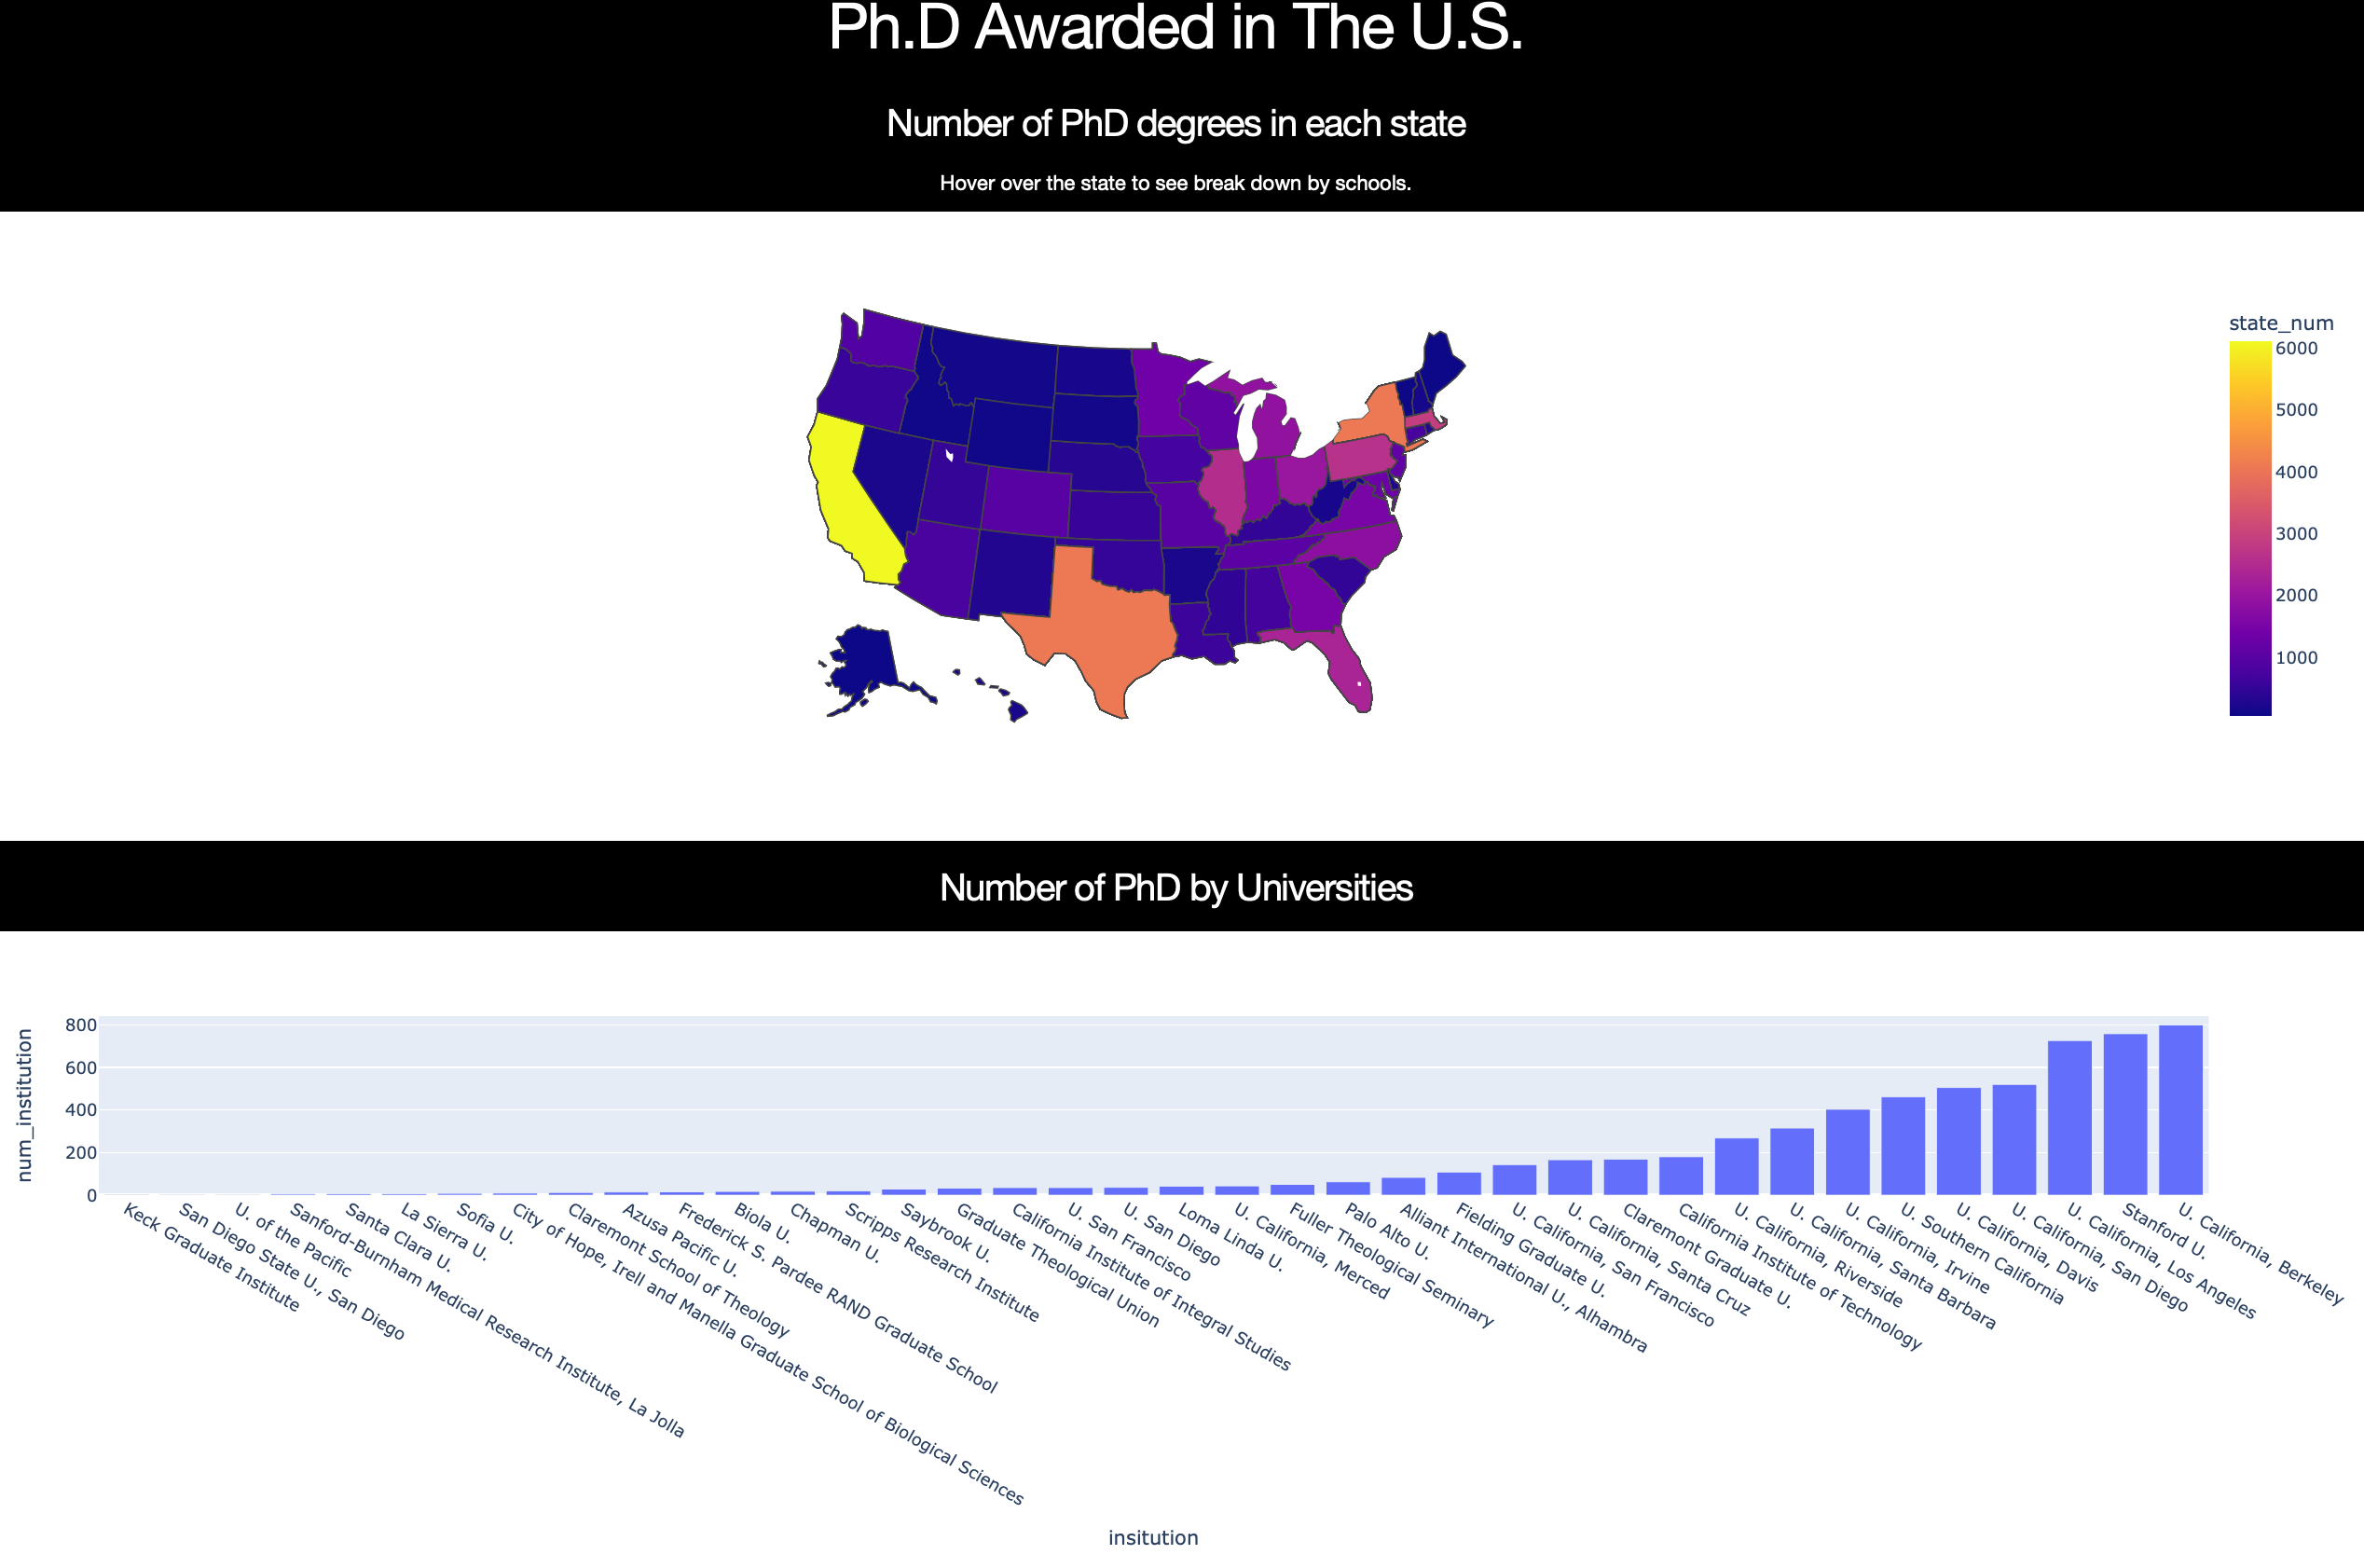 Ph.D Awarded in The U.S.
Number of PhD degrees in each state
Hover over the state to see break down by schools.
state_num
6000
5000
4000
3000
2000
1000
Number of PhD by Universities
num_institution
800
600
400
200
0
Keck Graduate Institute
San Diego State U., San Diego
U. of the Pacific
Sanford-Burnham Medical Research Institute, La Jolla
Santa Clara U.
La Sierra U.
Sofia U.
City of Hope, Irell and Manella Graduate School of Biological Sciences
Claremont School of Theology
Azusa Pacific U.
Frederick S. Pardee RAND Graduate School
Biola U.
Chapman U.
Scripps Research Institute
Saybrook U.
Graduate Theological Union
California Institute of Integral Studies
U. San Francisco
U. San Diego
Loma Linda U.
U. California, Merced
Fuller Theological Seminary
Palo Alto U.
Alliant International U., Alhambra
Fielding Graduate U.
U. California, San Francisco
U. California, Santa Cruz
Claremont Graduate U.
California Institute of Technology
U. California, Riverside
U. California, Santa Barbara
U. California, Irvine
U. Southern California
U. California, Davis
U. California, San Diego
U. California, Los Angeles
Stanford U.
U. California, Berkeley
insitution